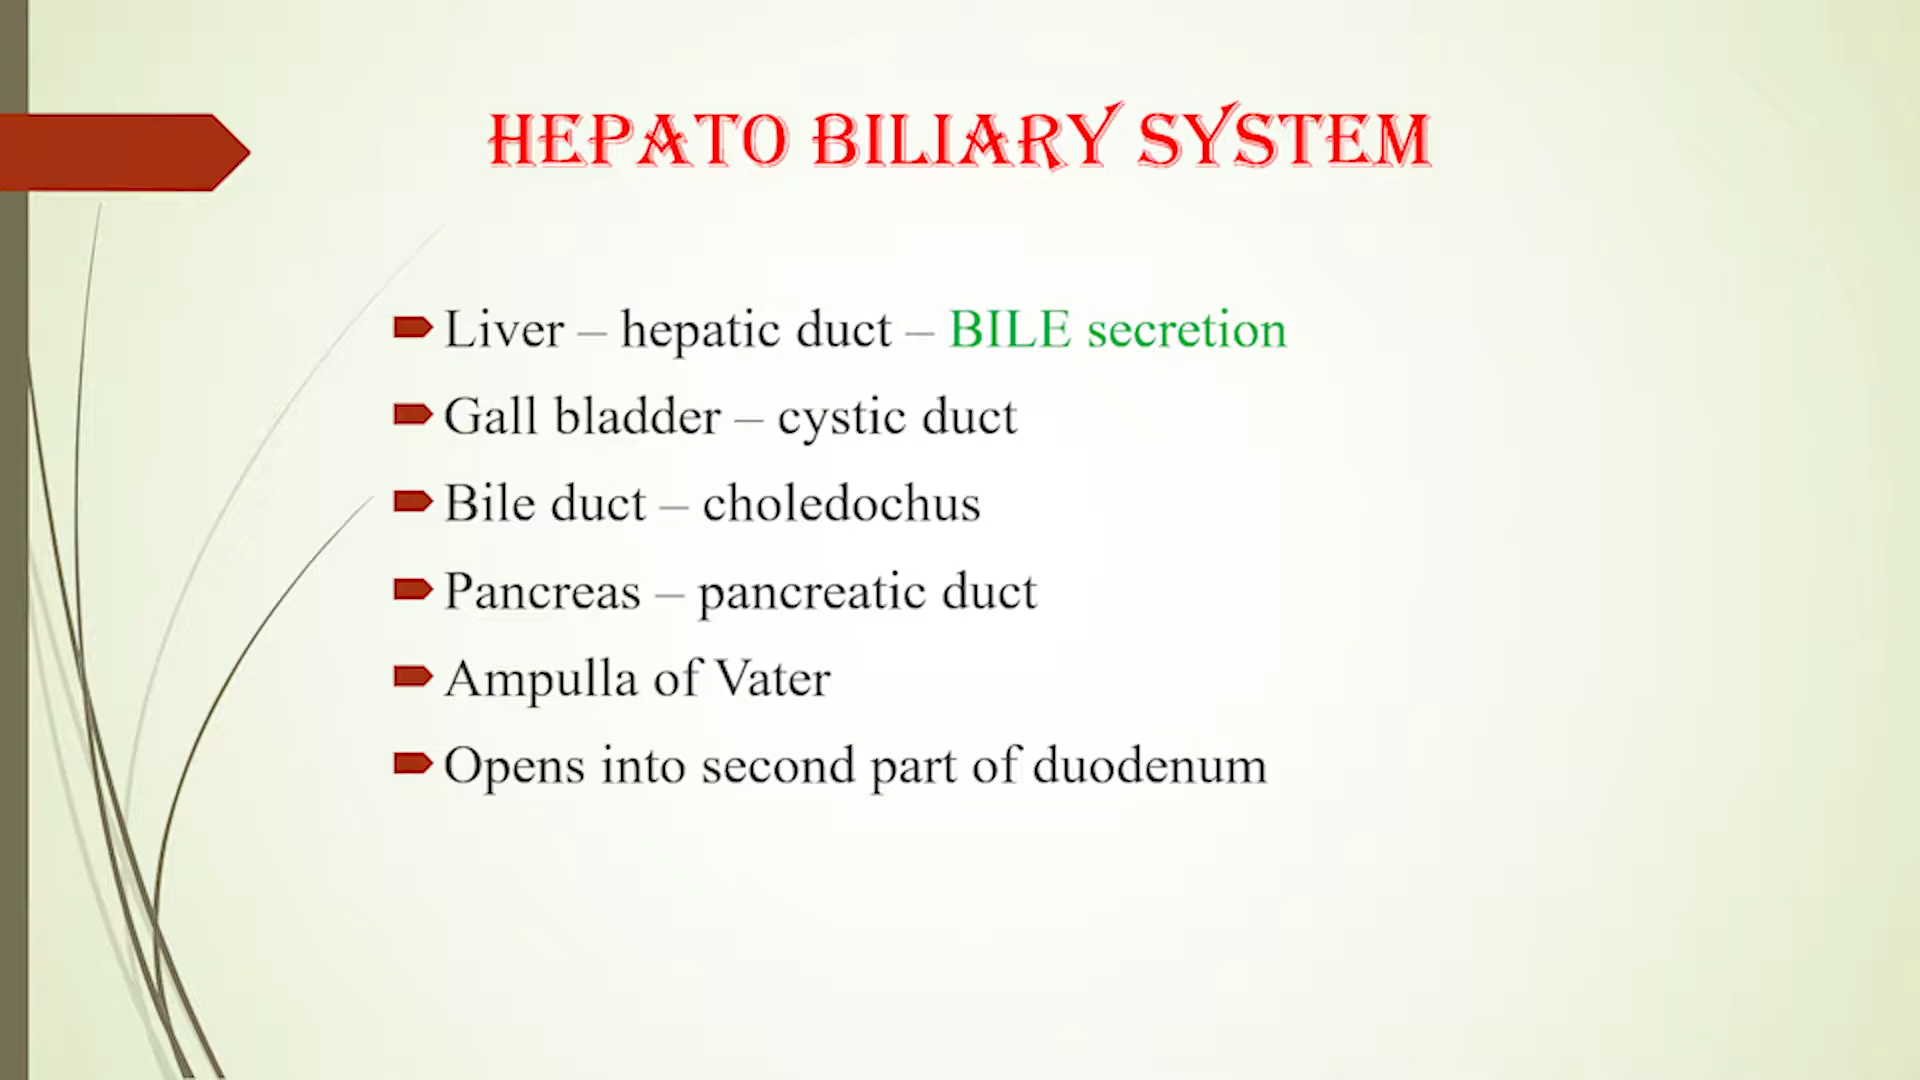 HEPATO BILIARY SYSTEM
Liver – hepatic duct – BILE secretion
Gall bladder – cystic duct
Bile duct – choledochus
Pancreas – pancreatic duct
Ampulla of Vater
Opens into second part of duodenum